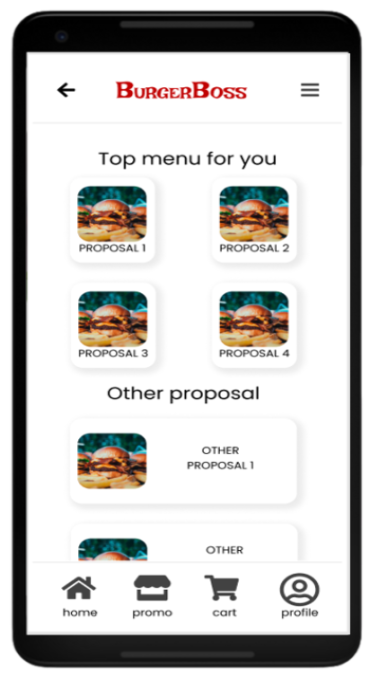 BURGERBOSS
Top menu for you
PROPOSAL 1 PROPOSAL 2
PROPOSAL 3 PROPOSAL 4
Other proposal
OTHER
PROPOSAL 1
OTHER
home promo cart profile